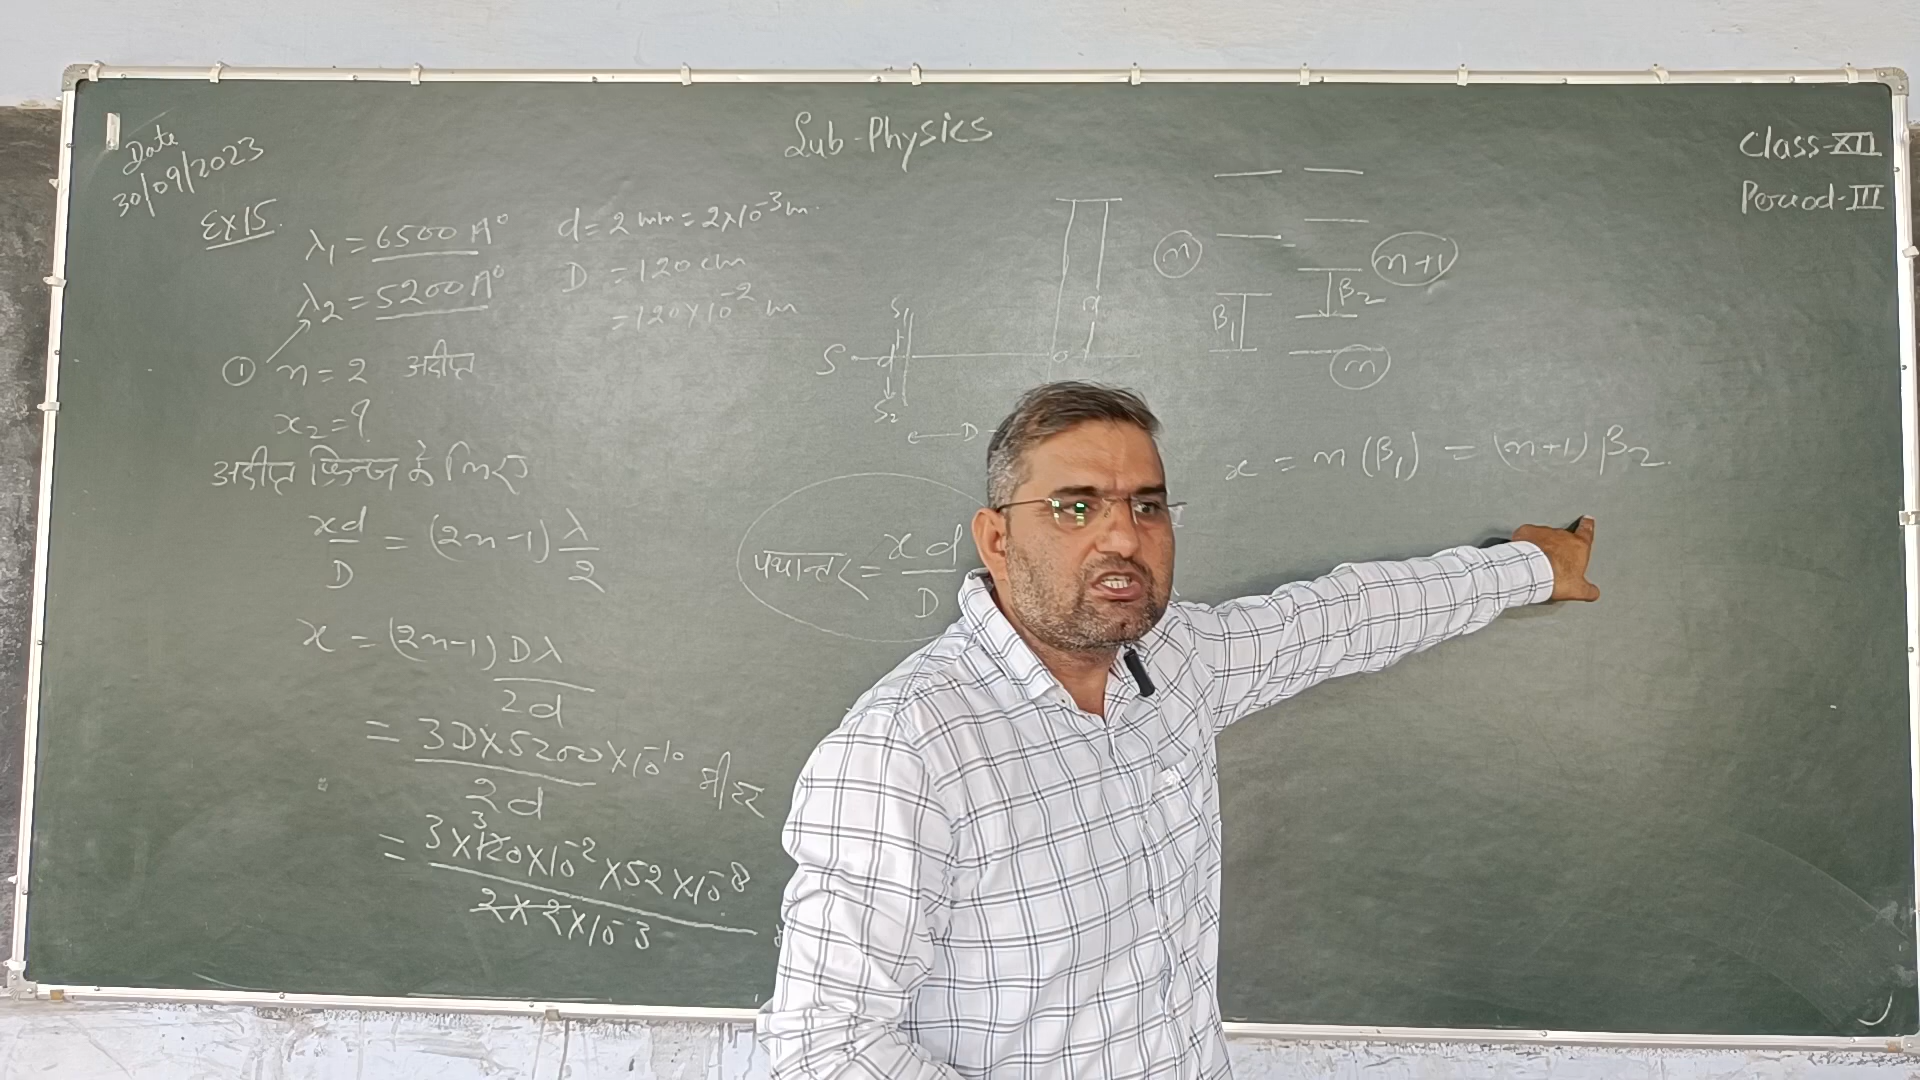 Date
30/09/2023
Sub-Physics
Class-XII
Period-III
Ex15.
λ₁ = 6500 A°
λ₂ = 5200 A°
d = 2 mm = 2×10⁻³ m.
D = 120 cm
= 120×10⁻² m
① n = 2 अदीप्त
x₂ = ?
अदीप्त फ्रिन्ज के लिए
xd/D = (2n-1) λ/2
x = (2n-1) Dλ/2d
= 3D×5200×10⁻¹⁰/2d मीटर
= 3×120×10⁻²×52×10⁻⁸/2×2×10⁻³
3
S
S₁
d
S₂
D
x
O
पथान्तर = xd/D
n
n+1
β₁
β₂
n
x = n(β₁) = (n+1)β₂